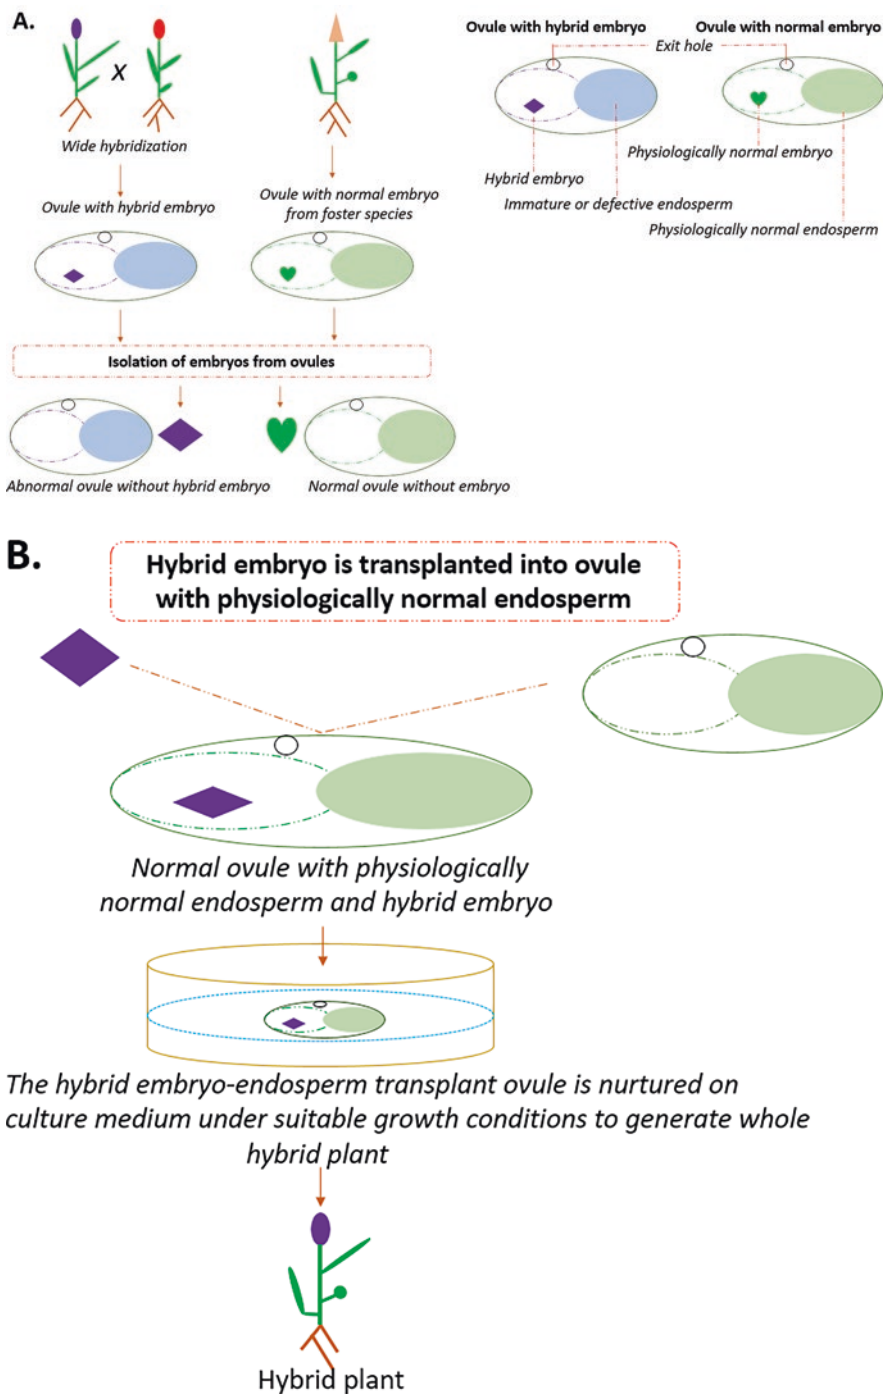 A.
X
Wide hybridization
Ovule with hybrid embryo
Ovule with normal embryo
from foster species
Isolation of embryos from ovules
Abnormal ovule without hybrid embryo
Normal ovule without embryo
Ovule with hybrid embryo
Ovule with normal embryo
Exit hole
Physiologically normal embryo
Hybrid embryo
Immature or defective endosperm
Physiologically normal endosperm
B.
Hybrid embryo is transplanted into ovule
with physiologically normal endosperm
Normal ovule with physiologically
normal endosperm and hybrid embryo
The hybrid embryo-endosperm transplant ovule is nurtured on
culture medium under suitable growth conditions to generate whole
hybrid plant
Hybrid plant